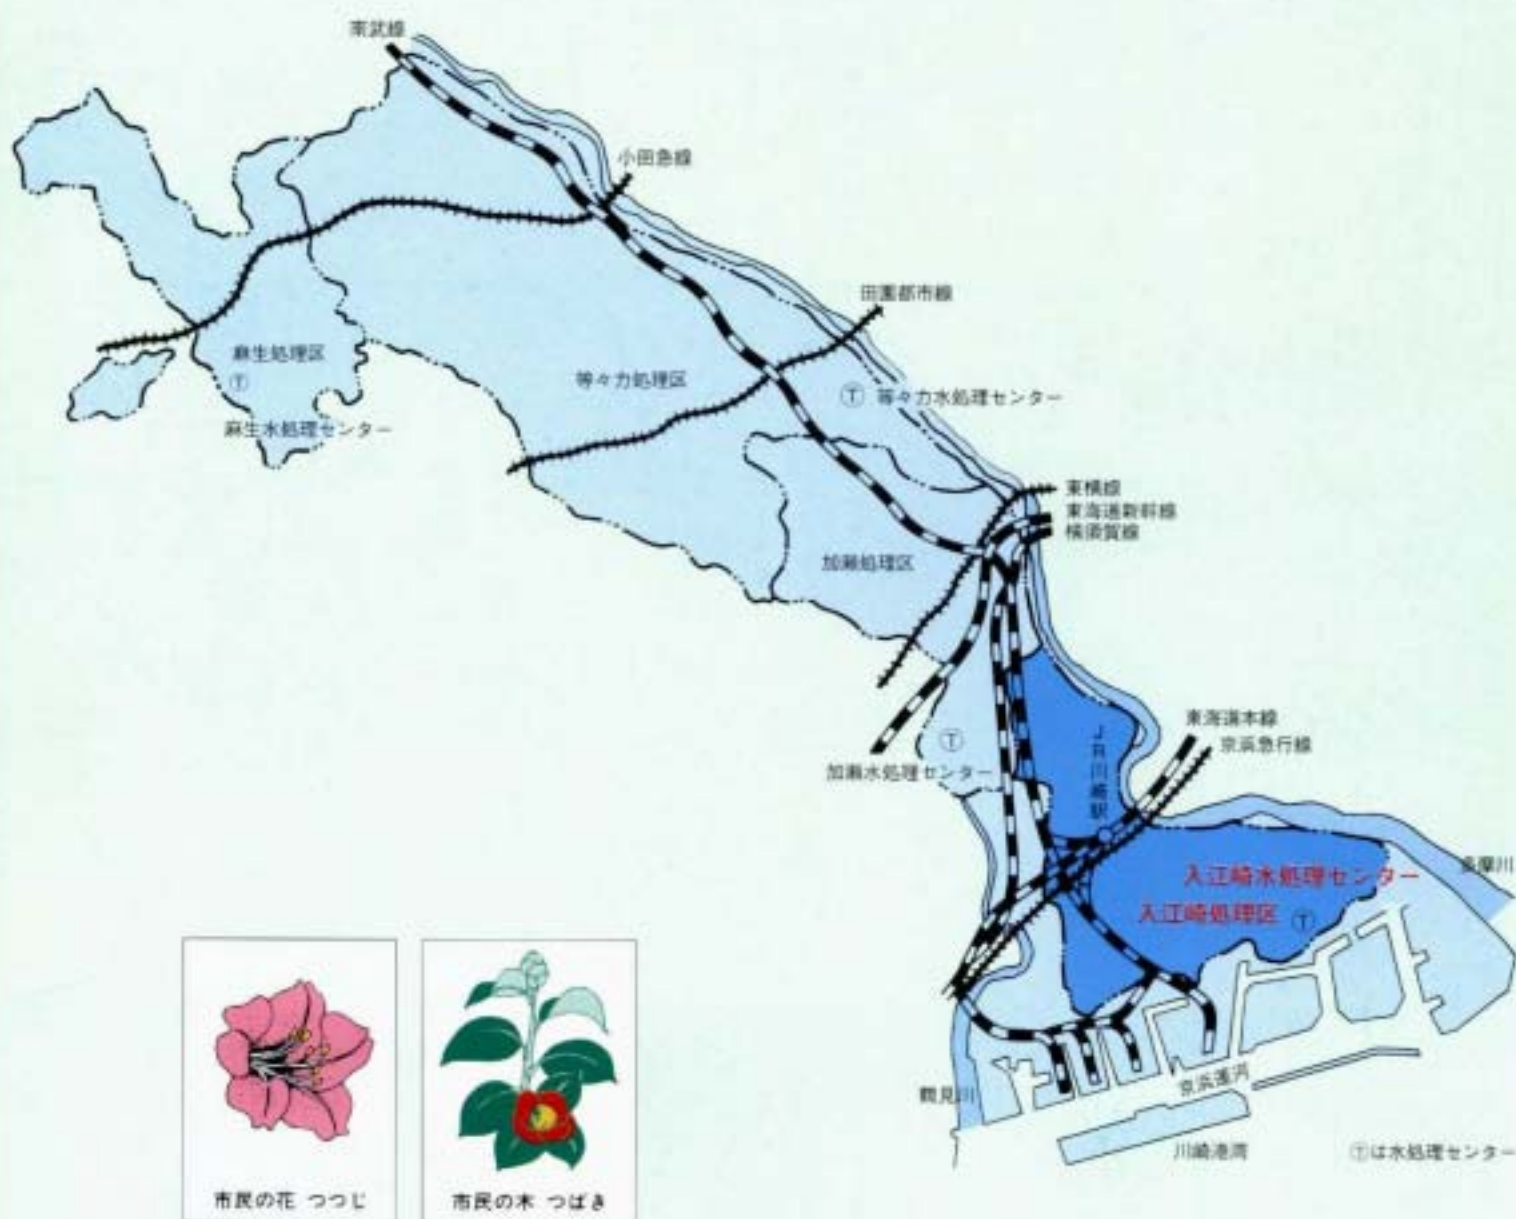 南武線
小田急線
田園都市線
麻生処理区
Ⓣ
麻生水処理センター
等々力処理区
Ⓣ 等々力水処理センター
東横線
東海道新幹線
横須賀線
加瀬処理区
Ⓣ
加瀬水処理センター
JR川崎駅
東海道本線
京浜急行線
入江崎水処理センター
入江崎処理区 Ⓣ
多摩川
鶴見川
京浜運河
川崎港湾
Ⓣは水処理センター
市民の花 つつじ
市民の木 つばき